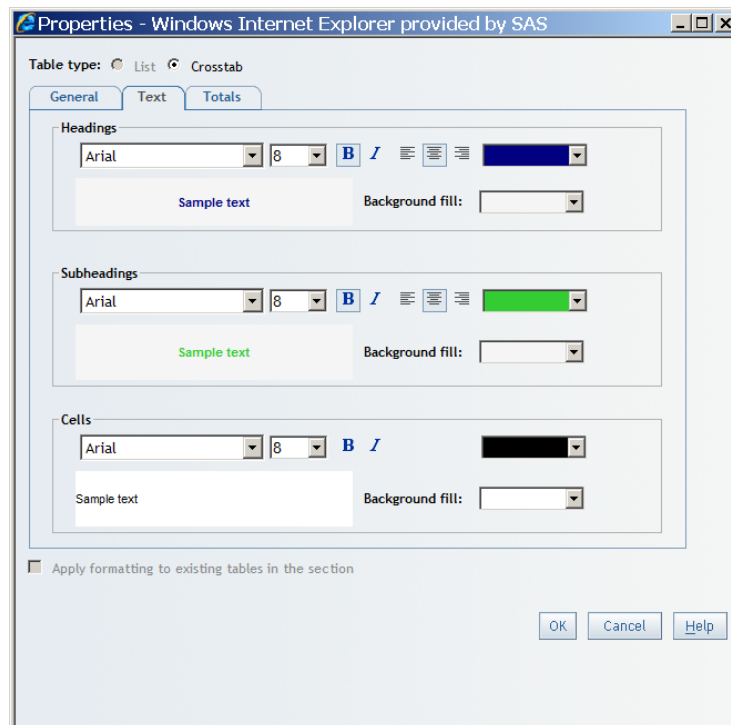 Properties - Windows Internet Explorer provided by SAS
Table type: List Crosstab
General Text Totals
Headings
Arial 8 B I
Sample text Background fill:
Subheadings
Arial 8 B I
Sample text Background fill:
Cells
Arial 8 B I
Sample text Background fill:
Apply formatting to existing tables in the section
OK Cancel Help